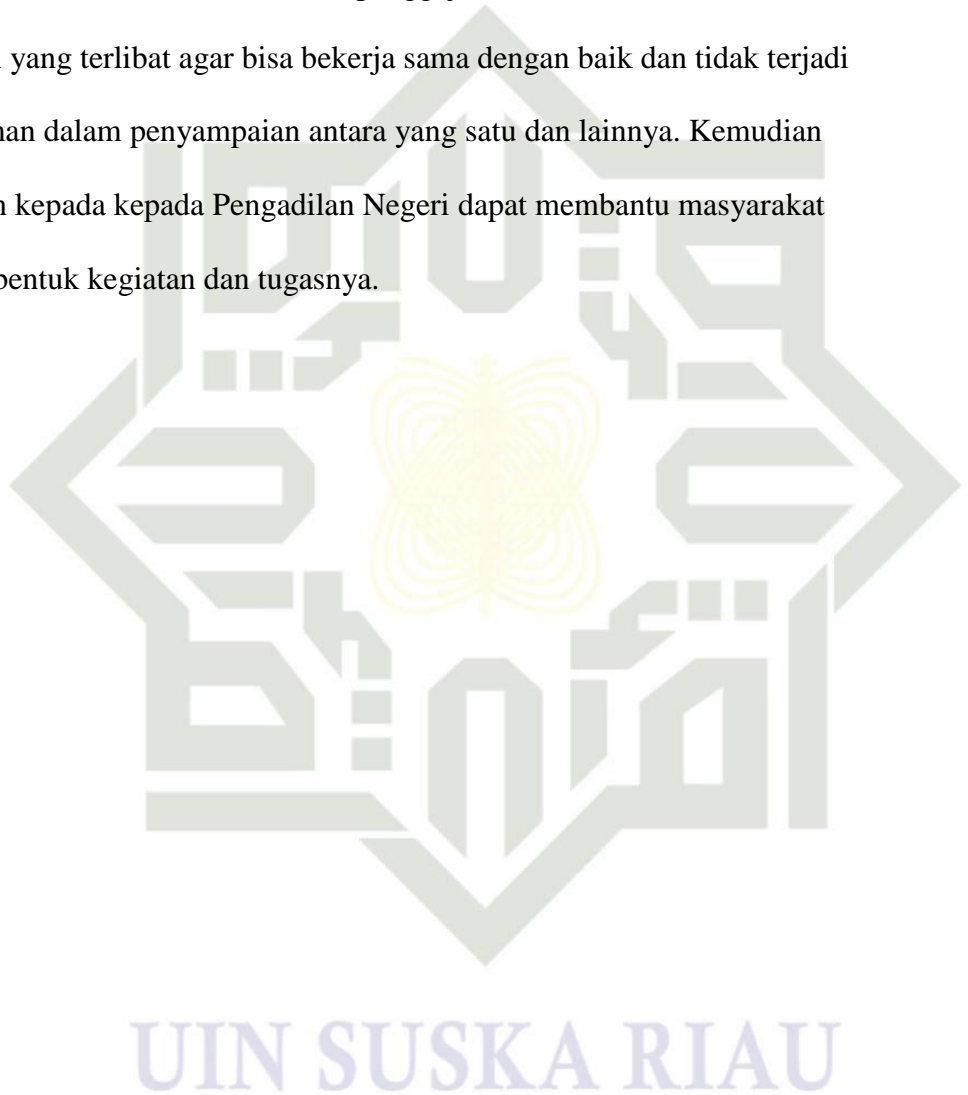 yang terlibat agar bisa bekerja sama dengan baik dan tidak terjadi
dalam penyampaian antara yang satu dan lainnya. Kemudian
kepada kepada Pengadilan Negeri dapat membantu masyarakat
bentuk kegiatan dan tugasnya.
UIN SUSKA RIAU